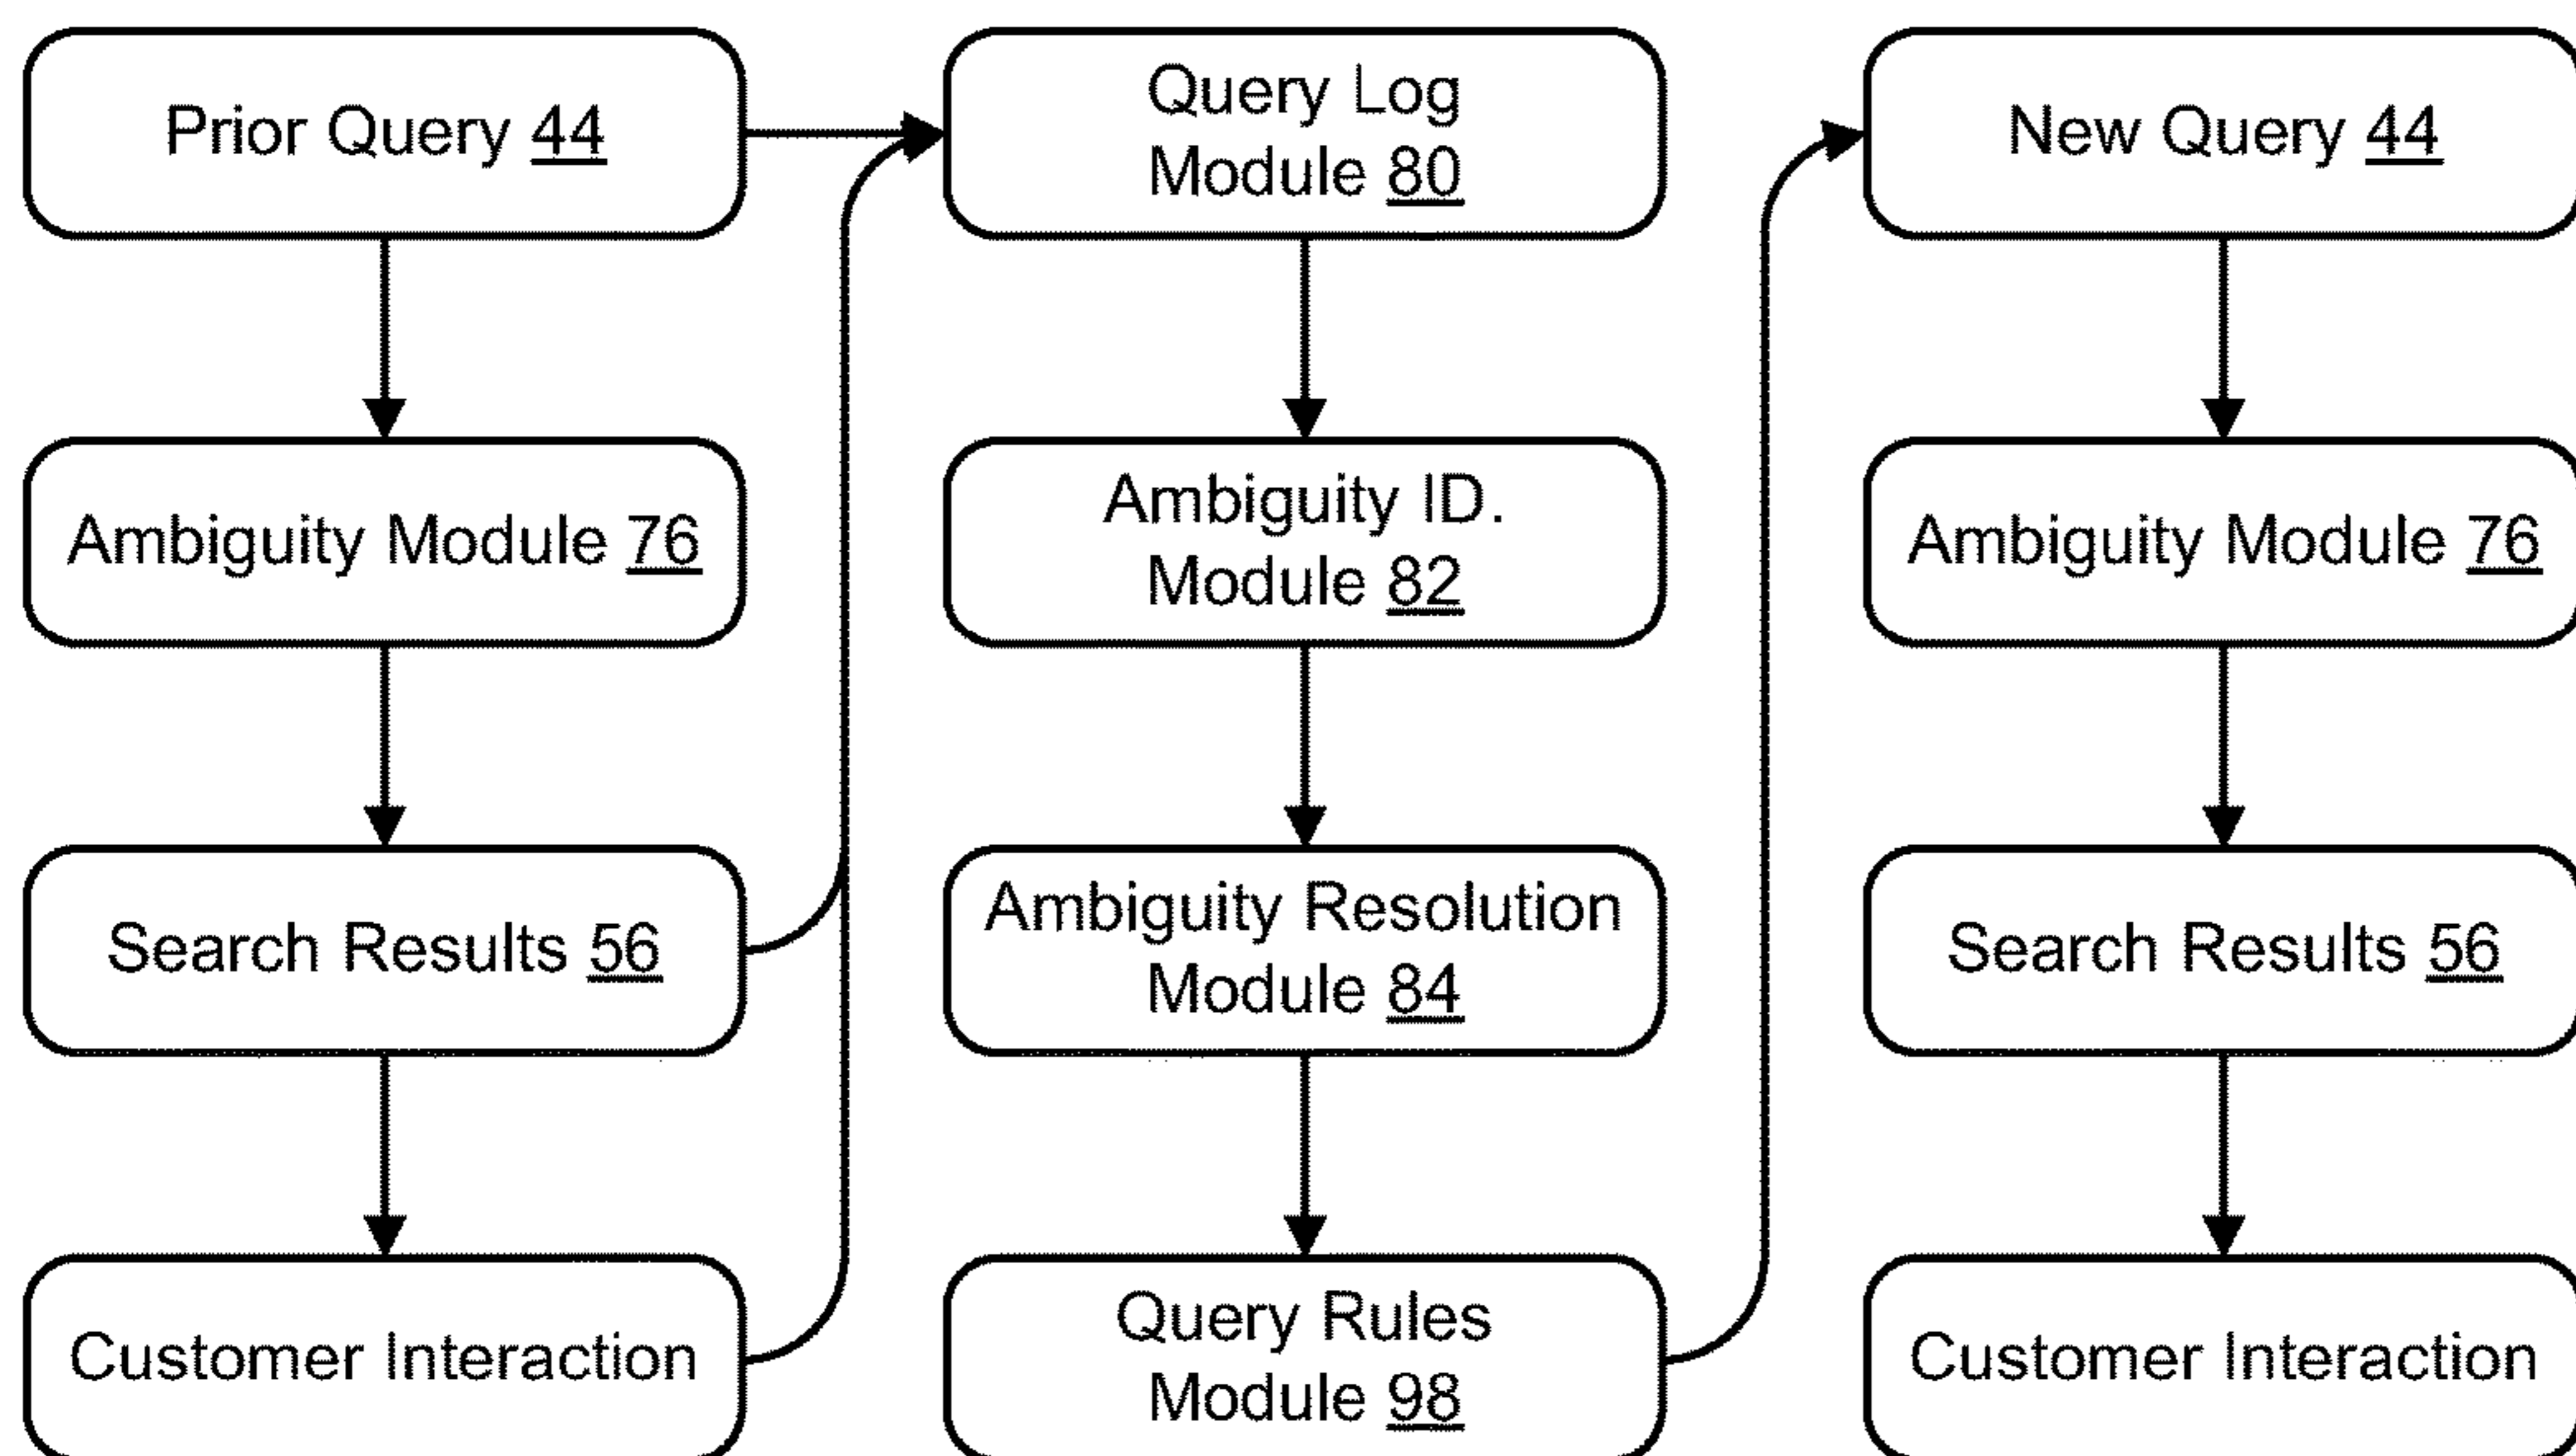 Prior Query 44
Ambiguity Module 76
Search Results 56
Customer Interaction
Query Log
Module 80
Ambiguity ID.
Module 82
Ambiguity Resolution
Module 84
Query Rules
Module 98
New Query 44
Ambiguity Module 76
Search Results 56
Customer Interaction